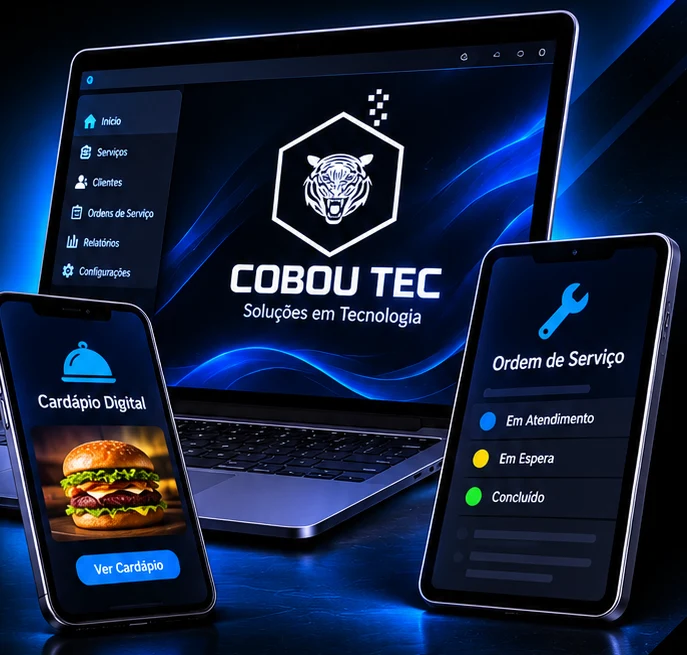 Início
Serviços
Clientes
Ordens de Serviço
Relatórios
Configurações
COBOU TEC
Soluções em Tecnologia
Cardápio Digital
Ver Cardápio
Ordem de Serviço
Em Atendimento
Em Espera
Concluído